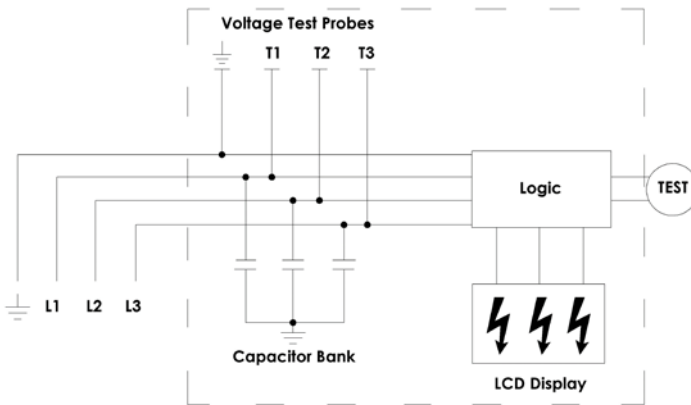 Voltage Test Probes
T1 T2 T3
Logic
TEST
L1 L2 L3
Capacitor Bank
LCD Display